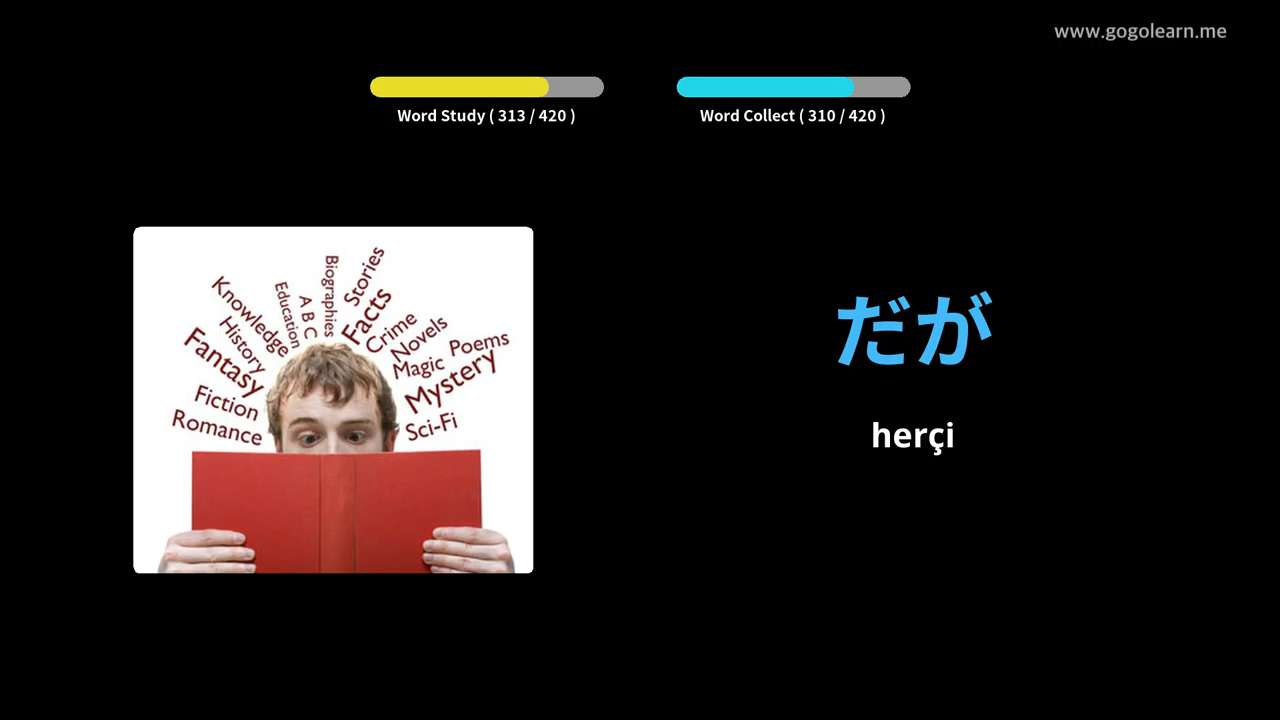 www.gogolearn.me
Word Study ( 313 / 420 )
Word Collect ( 310 / 420 )
Knowledge
History
Fantasy
Fiction
Romance
Education
A B C
Biographies
Stories
Facts
Crime
Novels
Magic
Poems
Mystery
Sci-Fi
だが
herçi